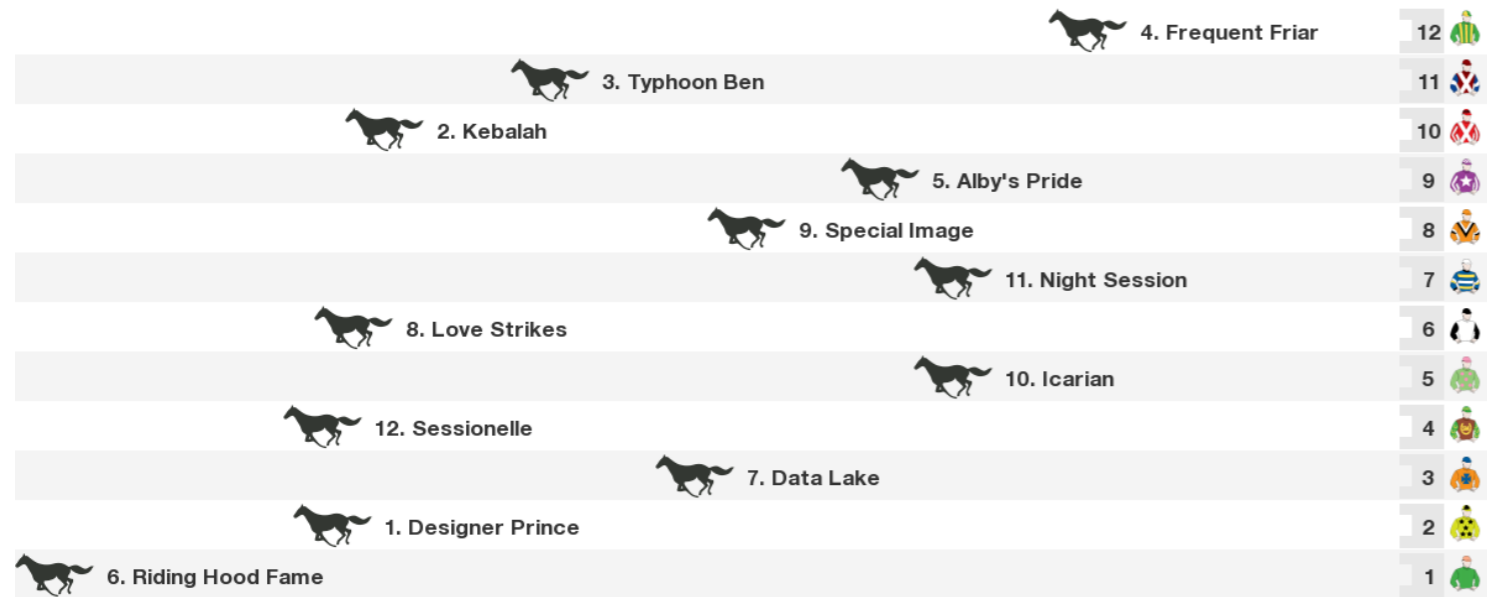 4. Frequent Friar 12
3. Typhoon Ben 11
2. Kebalah 10
5. Alby's Pride 9
9. Special Image 8
11. Night Session 7
8. Love Strikes 6
10. Icarian 5
12. Sessionelle 4
7. Data Lake 3
1. Designer Prince 2
6. Riding Hood Fame 1